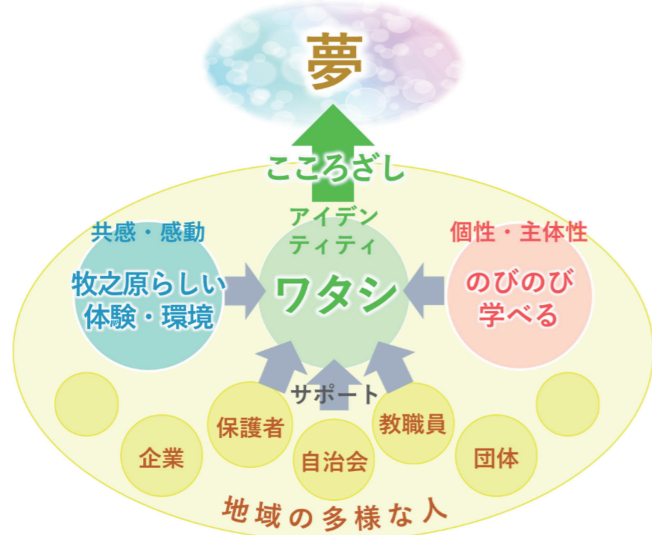 夢
こころざし
アイデン
ティティ
ワタシ
共感・感動
牧之原らしい
体験・環境
個性・主体性
のびのび
学べる
サポート
企業
保護者
自治会
教職員
団体
地域の多様な人